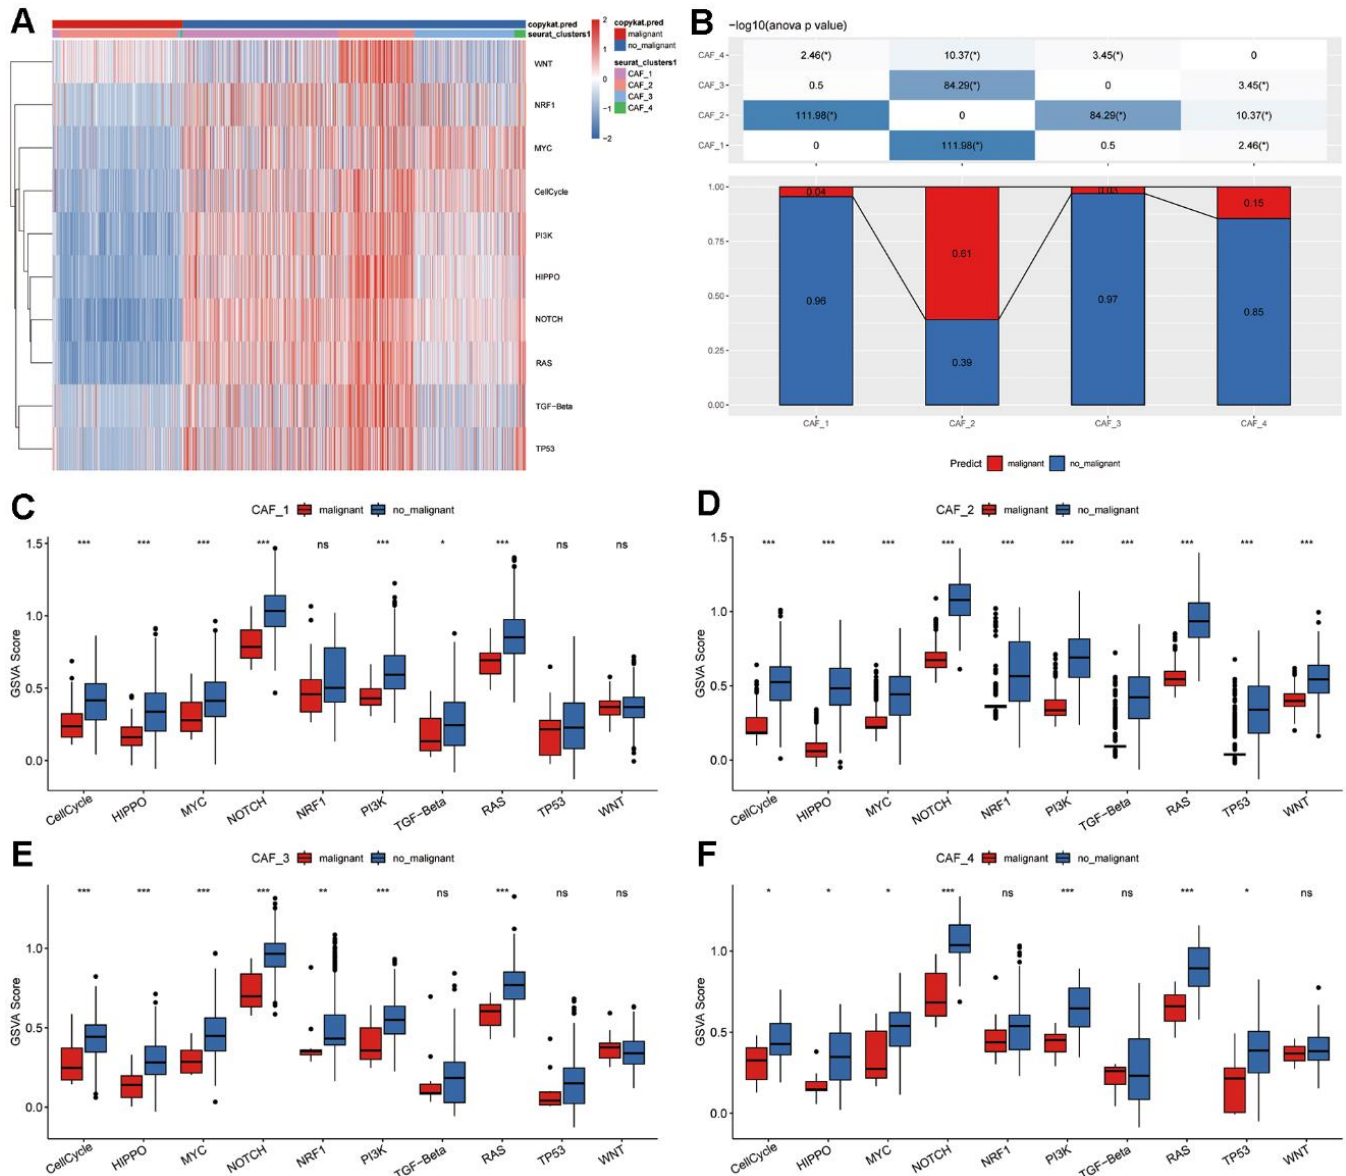 A
copykat.pred
seurat_clusters1
WNT
NRF1
MYC
CellCycle
PI3K
HIPPO
NOTCH
RAS
TGF-Beta
TP53
2
1
0
-1
-2
copykat.pred
malignant
no_malignant
seurat_clusters1
CAF_1
CAF_2
CAF_3
CAF_4
B
-log10(anova p value)
CAF_4 2.46(*) 10.37(*) 3.45(*) 0
CAF_3 0.5 84.29(*) 0 3.45(*)
CAF_2 111.98(*) 0 84.29(*) 10.37(*)
CAF_1 0 111.98(*) 0.5 2.46(*)
1.00
0.75
0.50
0.25
0.00
0.04 0.61 0.03 0.15
0.96 0.39 0.97 0.85
CAF_1 CAF_2 CAF_3 CAF_4
Predict malignant no_malignant
C
CAF_1 malignant no_malignant
GSVA Score
1.5
1.0
0.5
0.0
*** *** *** *** ns *** * *** ns ns
CellCycle HIPPO MYC NOTCH NRF1 PI3K TGF-Beta RAS TP53 WNT
D
CAF_2 malignant no_malignant
GSVA Score
1.5
1.0
0.5
0.0
*** *** *** *** *** *** *** *** *** ***
CellCycle HIPPO MYC NOTCH NRF1 PI3K TGF-Beta RAS TP53 WNT
E
CAF_3 malignant no_malignant
GSVA Score
1.0
0.5
0.0
*** *** *** *** ** *** ns *** ns ns
CellCycle HIPPO MYC NOTCH NRF1 PI3K TGF-Beta RAS TP53 WNT
F
CAF_4 malignant no_malignant
GSVA Score
1.0
0.5
0.0
* * * *** ns *** ns *** * ns
CellCycle HIPPO MYC NOTCH NRF1 PI3K TGF-Beta RAS TP53 WNT